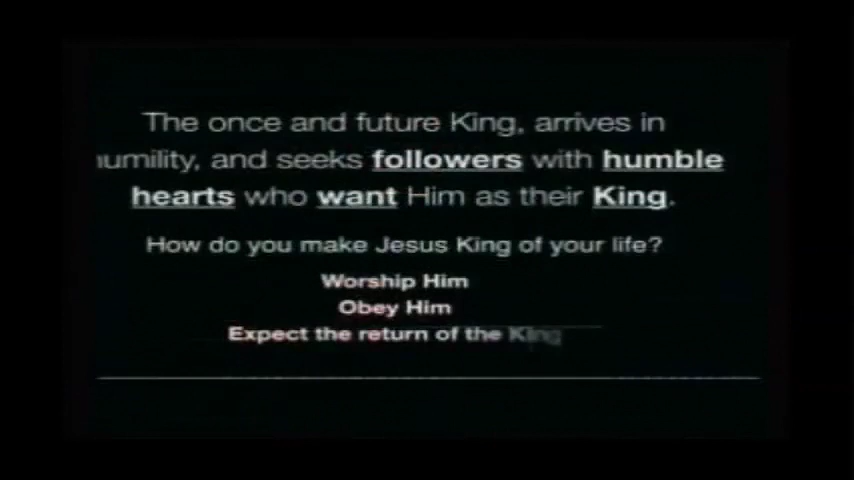 The once and future King, arrives in
humility, and seeks followers with humble
hearts who want Him as their King.
How do you make Jesus King of your life?
Worship Him
Obey Him
Expect the return of the King